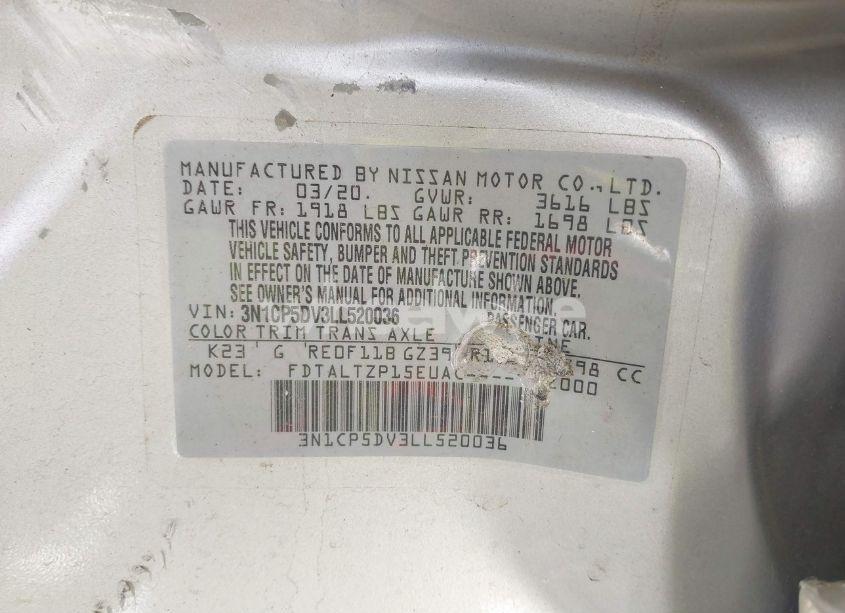 MANUFACTURED BY NISSAN MOTOR CO., LTD.
DATE: 03/20. GVWR: 3616 LBS
GAWR FR: 1918 LBS GAWR RR: 1698 LBS
THIS VEHICLE CONFORMS TO ALL APPLICABLE FEDERAL MOTOR
VEHICLE SAFETY, BUMPER AND THEFT PREVENTION STANDARDS
IN EFFECT ON THE DATE OF MANUFACTURE SHOWN ABOVE.
SEE OWNER'S MANUAL FOR ADDITIONAL INFORMATION.
VIN: 3N1CP5DV3LL520036 PASSENGER CAR.
COLOR TRIM TRANS AXLE
K23 G RE0F11B CC
MODEL:
3N1CP5DV3LL520036